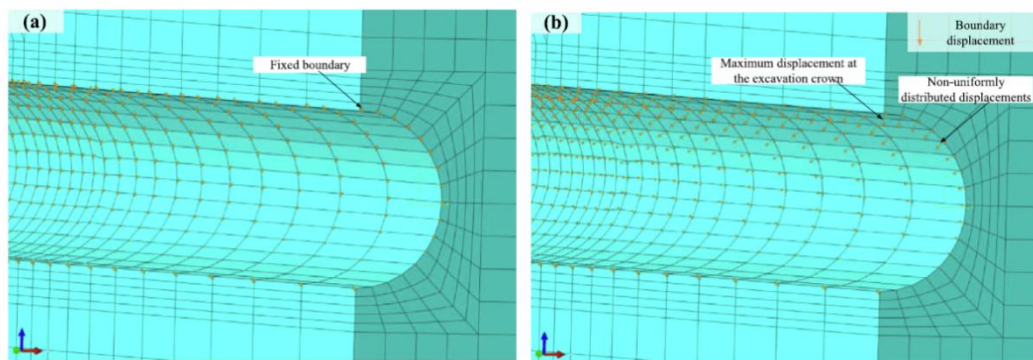 (a)
Fixed boundary
(b)
Boundary
displacement
Maximum displacement at
the excavation crown
Non-uniformly
distributed displacements